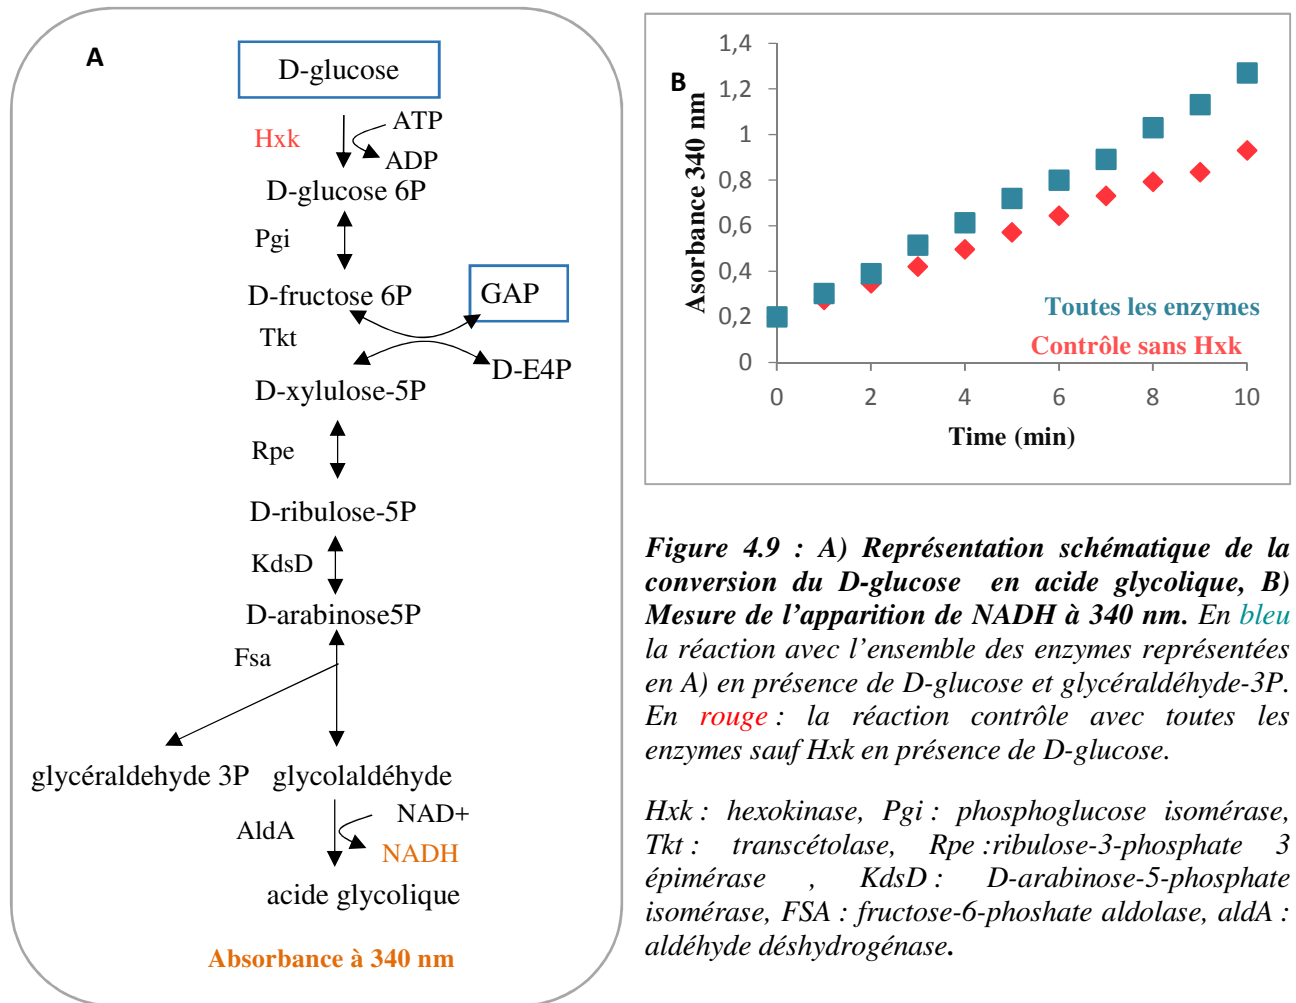 A
D-glucose
Hxk
ATP
ADP
D-glucose 6P
Pgi
D-fructose 6P
GAP
Tkt
D-E4P
D-xylulose-5P
Rpe
D-ribulose-5P
KdsD
D-arabinose5P
Fsa
glycéraldehyde 3P glycolaldéhyde
AldA
NAD+
NADH
acide glycolique
Absorbance à 340 nm
B
Asorbance 340 nm
1,4
1,2
1
0,8
0,6
0,4
0,2
0
0 2 4 6 8 10
Time (min)
Toutes les enzymes
Contrôle sans Hxk
Figure 4.9 : A) Représentation schématique de la
conversion du D-glucose en acide glycolique, B)
Mesure de l’apparition de NADH à 340 nm. En bleu
la réaction avec l’ensemble des enzymes représentées
en A) en présence de D-glucose et glycéraldéhyde-3P.
En rouge : la réaction contrôle avec toutes les
enzymes sauf Hxk en présence de D-glucose.
Hxk : hexokinase, Pgi : phosphoglucose isomérase,
Tkt : transcétolase, Rpe :ribulose-3-phosphate 3
épimérase , KdsD : D-arabinose-5-phosphate
isomérase, FSA : fructose-6-phoshate aldolase, aldA :
aldéhyde déshydrogénase.